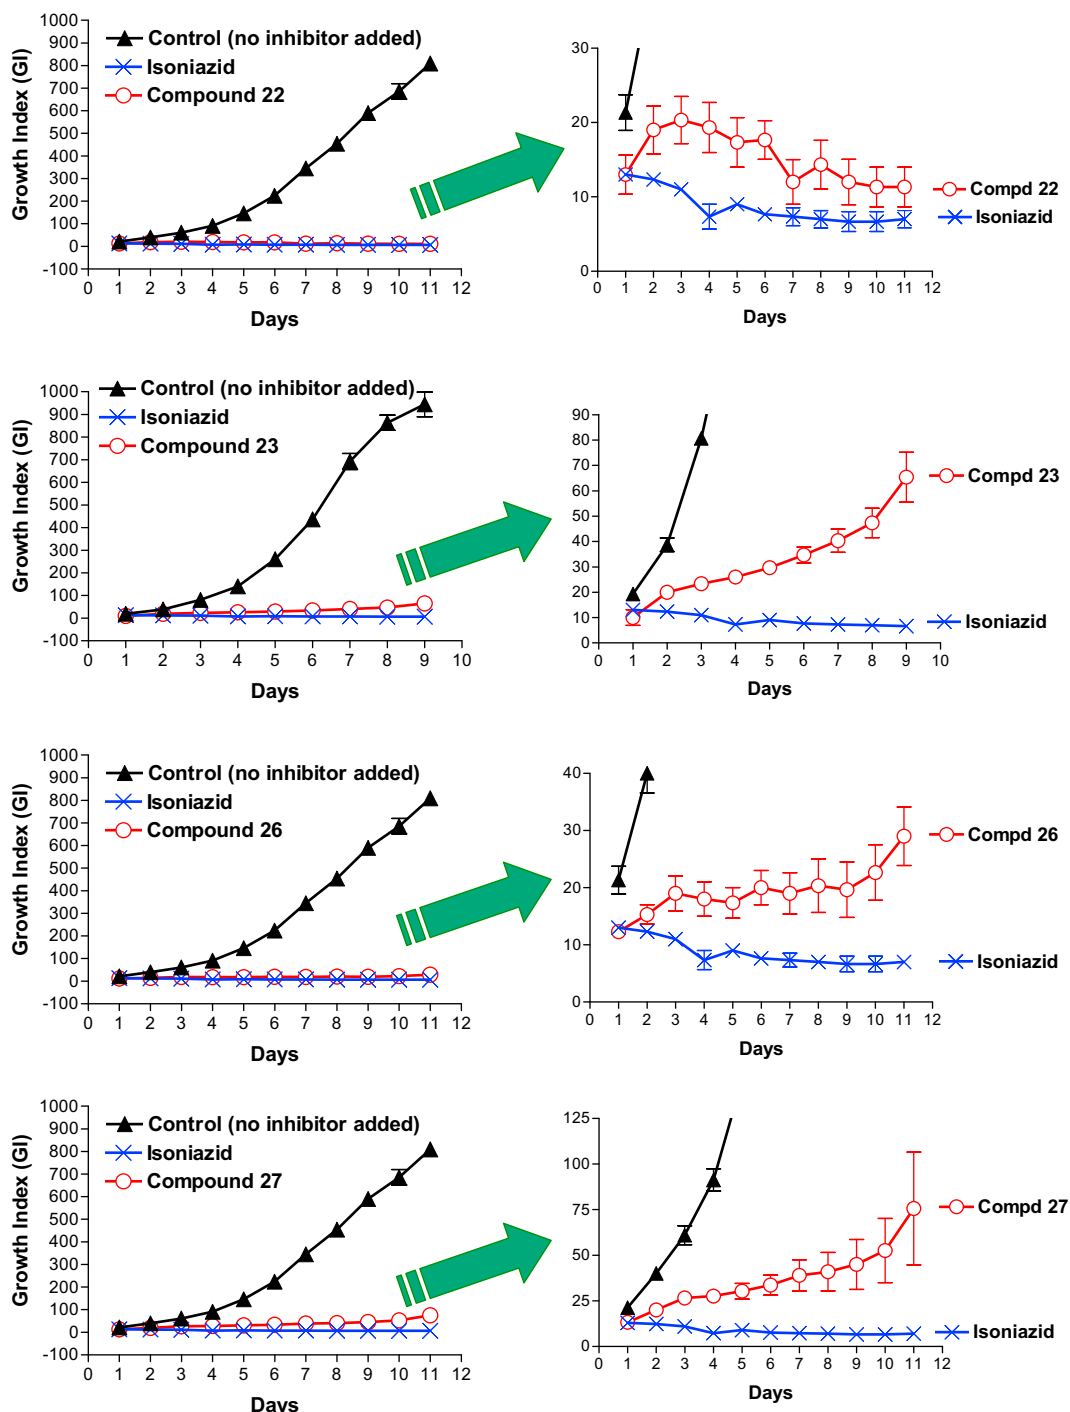 Growth Index (GI)
1000
900
800
700
600
500
400
300
200
100
0
-100
Control (no inhibitor added)
Isoniazid
Compound 22
0 1 2 3 4 5 6 7 8 9 10 11 12
Days
30
20
10
0
Compd 22
Isoniazid
0 1 2 3 4 5 6 7 8 9 10 11 12
Days
Growth Index (GI)
1000
900
800
700
600
500
400
300
200
100
0
-100
Control (no inhibitor added)
Isoniazid
Compound 23
0 1 2 3 4 5 6 7 8 9 10
Days
90
80
70
60
50
40
30
20
10
0
Compd 23
Isoniazid
0 1 2 3 4 5 6 7 8 9 10
Days
Growth Index (GI)
1000
900
800
700
600
500
400
300
200
100
0
-100
Control (no inhibitor added)
Isoniazid
Compound 26
0 1 2 3 4 5 6 7 8 9 10 11 12
Days
40
30
20
10
0
Compd 26
Isoniazid
0 1 2 3 4 5 6 7 8 9 10 11 12
Days
Growth Index (GI)
1000
900
800
700
600
500
400
300
200
100
0
-100
Control (no inhibitor added)
Isoniazid
Compound 27
0 1 2 3 4 5 6 7 8 9 10 11 12
Days
125
100
75
50
25
0
Compd 27
Isoniazid
0 1 2 3 4 5 6 7 8 9 10 11 12
Days